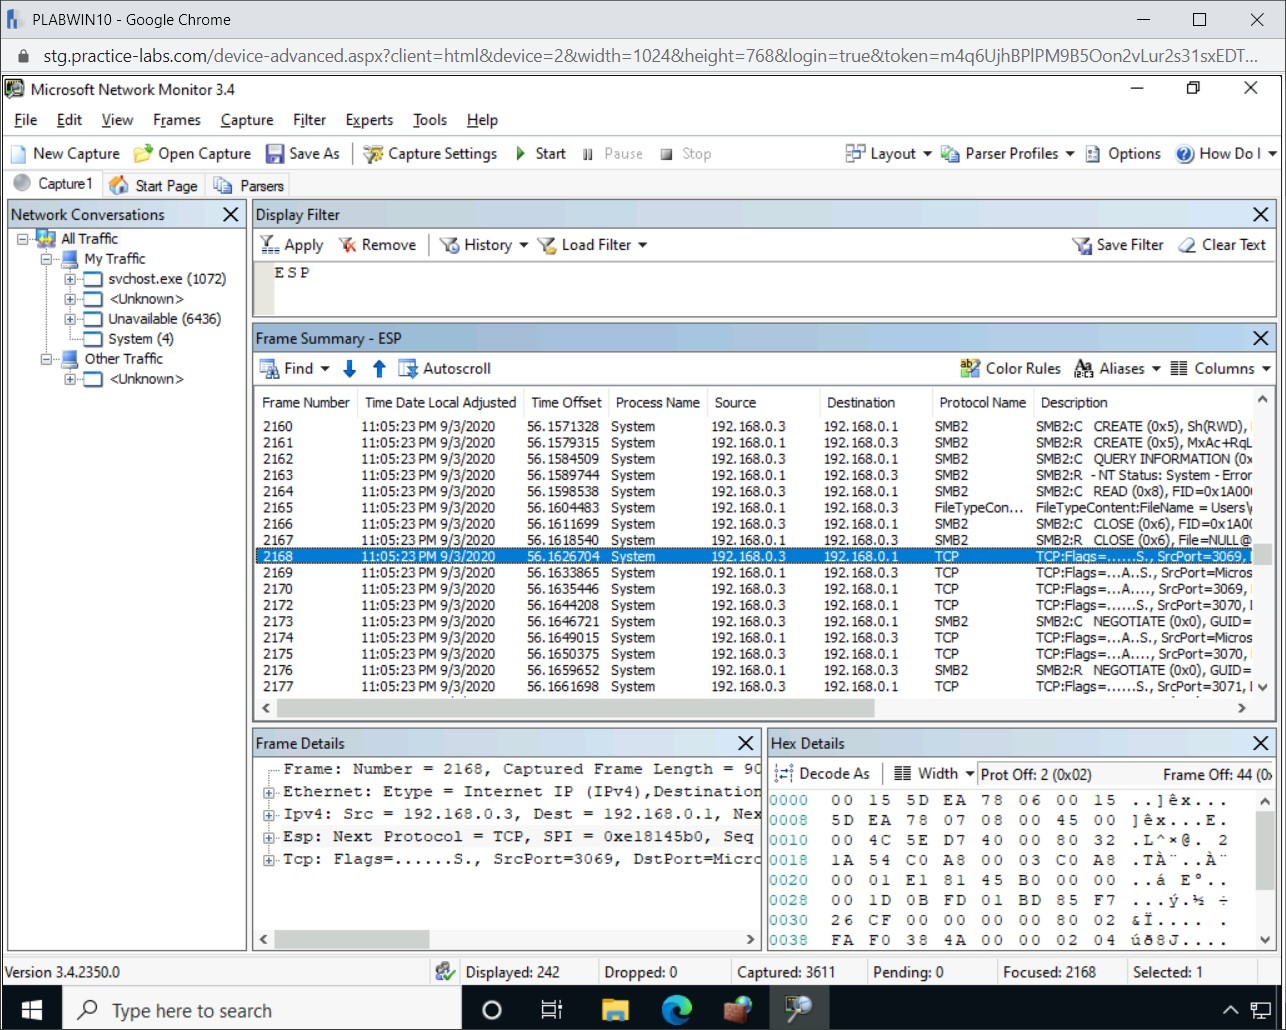 PLABWIN10 - Google Chrome
stg.practice-labs.com/device-advanced.aspx?client=html&device=2&width=1024&height=768&login=true&token=m4q6UjhBPlPM9B5Oon2vLur2s31sxEDT...
Microsoft Network Monitor 3.4
File Edit View Frames Capture Filter Experts Tools Help
New Capture Open Capture Save As Capture Settings Start Pause Stop Layout Parser Profiles Options How Do I
Capture1 Start Page Parsers
Network Conversations
All Traffic
My Traffic
svchost.exe (1072)
<Unknown>
Unavailable (6436)
System (4)
Other Traffic
<Unknown>
Display Filter
Apply Remove History Load Filter Save Filter Clear Text
ESP
Frame Summary - ESP
Find Autoscroll Color Rules Aliases Columns
Frame Number Time Date Local Adjusted Time Offset Process Name Source Destination Protocol Name Description
2160 11:05:23 PM 9/3/2020 56.1571328 System 192.168.0.3 192.168.0.1 SMB2 SMB2:C CREATE (0x5), Sh(RWD),
2161 11:05:23 PM 9/3/2020 56.1579315 System 192.168.0.1 192.168.0.3 SMB2 SMB2:R CREATE (0x5), MxAc+RqL
2162 11:05:23 PM 9/3/2020 56.1584509 System 192.168.0.3 192.168.0.1 SMB2 SMB2:C QUERY INFORMATION (0x
2163 11:05:23 PM 9/3/2020 56.1589744 System 192.168.0.1 192.168.0.3 SMB2 SMB2:R - NT Status: System - Error
2164 11:05:23 PM 9/3/2020 56.1598538 System 192.168.0.3 192.168.0.1 SMB2 SMB2:C READ (0x8), FID=0x1A00
2165 11:05:23 PM 9/3/2020 56.1604483 System 192.168.0.1 192.168.0.3 FileTypeCon... FileTypeContent:FileName = Users\
2166 11:05:23 PM 9/3/2020 56.1611699 System 192.168.0.3 192.168.0.1 SMB2 SMB2:C CLOSE (0x6), FID=0x1A00
2167 11:05:23 PM 9/3/2020 56.1618540 System 192.168.0.1 192.168.0.3 SMB2 SMB2:R CLOSE (0x6), File=NULL@
2168 11:05:23 PM 9/3/2020 56.1626704 System 192.168.0.3 192.168.0.1 TCP TCP:Flags=......S., SrcPort=3069,
2169 11:05:23 PM 9/3/2020 56.1633865 System 192.168.0.1 192.168.0.3 TCP TCP:Flags=...A..S., SrcPort=Micros
2170 11:05:23 PM 9/3/2020 56.1635446 System 192.168.0.3 192.168.0.1 TCP TCP:Flags=...A...., SrcPort=3069,
2172 11:05:23 PM 9/3/2020 56.1644208 System 192.168.0.3 192.168.0.1 TCP TCP:Flags=......S., SrcPort=3070,
2173 11:05:23 PM 9/3/2020 56.1646721 System 192.168.0.3 192.168.0.1 SMB2 SMB2:C NEGOTIATE (0x0), GUID=
2174 11:05:23 PM 9/3/2020 56.1649015 System 192.168.0.1 192.168.0.3 TCP TCP:Flags=...A..S., SrcPort=Micros
2175 11:05:23 PM 9/3/2020 56.1650375 System 192.168.0.3 192.168.0.1 TCP TCP:Flags=...A...., SrcPort=3070,
2176 11:05:23 PM 9/3/2020 56.1659652 System 192.168.0.1 192.168.0.3 SMB2 SMB2:R NEGOTIATE (0x0), GUID=
2177 11:05:23 PM 9/3/2020 56.1661698 System 192.168.0.3 192.168.0.1 TCP TCP:Flags=......S., SrcPort=3071,
Frame Details
Frame: Number = 2168, Captured Frame Length = 90
Ethernet: Etype = Internet IP (IPv4),Destination
Ipv4: Src = 192.168.0.3, Dest = 192.168.0.1, Nex
Esp: Next Protocol = TCP, SPI = 0xe18145b0, Seq
Tcp: Flags=......S., SrcPort=3069, DstPort=Micro
Hex Details
Decode As Width Prot Off: 2 (0x02) Frame Off: 44 (0x
0000 00 15 5D EA 78 06 00 15 ..]êx...
0008 5D EA 78 07 08 00 45 00 ]êx...E.
0010 00 4C 5E D7 40 00 80 32 .L^×@. 2
0018 1A 54 C0 A8 00 03 C0 A8 .TÀ¨..À¨
0020 00 01 E1 81 45 B0 00 00 ..á E°..
0028 00 1D 0B FD 01 BD 85 F7 ...ý.½ ÷
0030 26 CF 00 00 00 00 80 02 &Ï.... .
0038 FA F0 38 4A 00 00 02 04 úð8J....
Version 3.4.2350.0 Displayed: 242 Dropped: 0 Captured: 3611 Pending: 0 Focused: 2168 Selected: 1
Type here to search